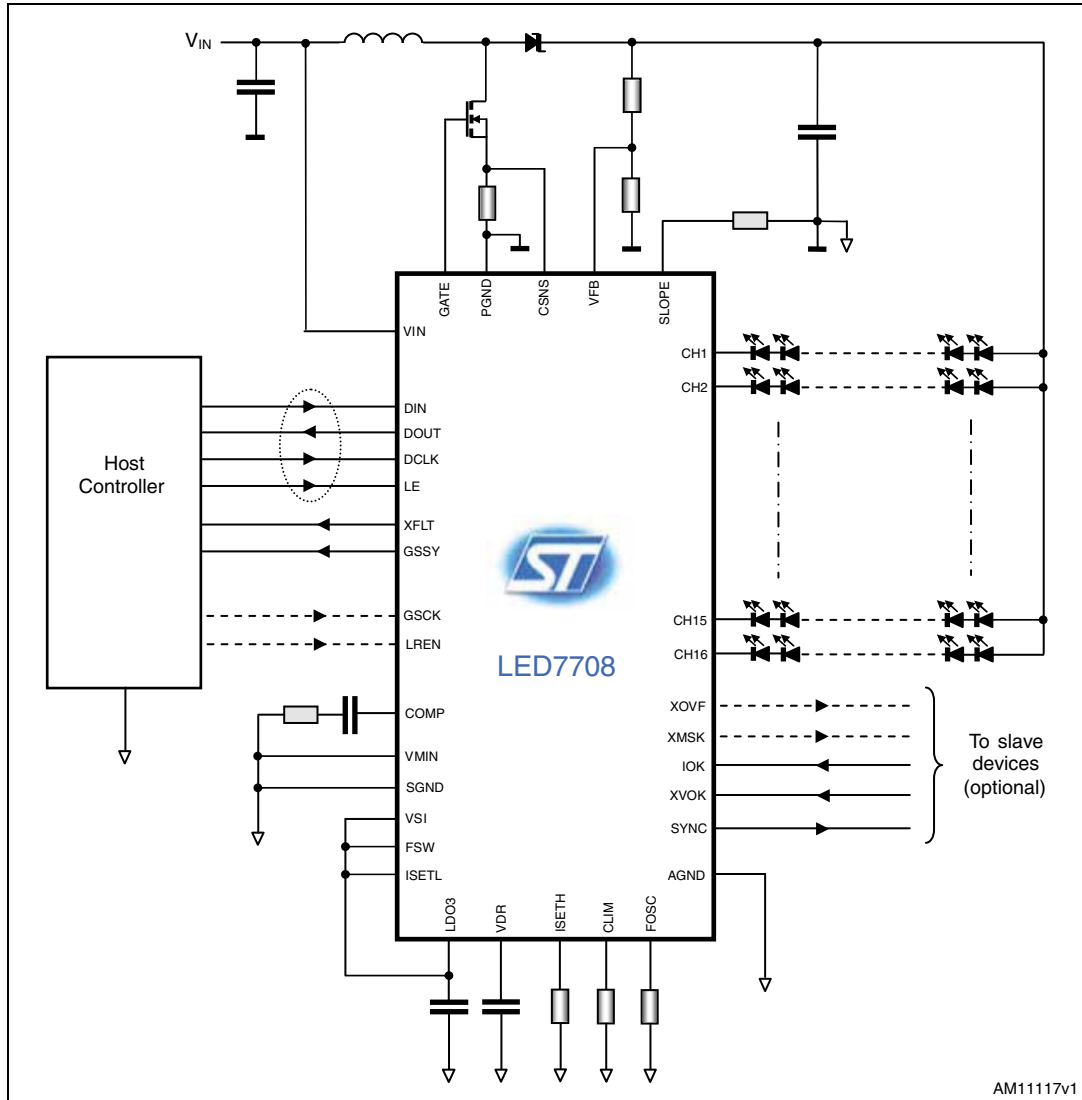 VIN
GATE
PGND
CSNS
VFB
SLOPE
VIN
CH1
CH2
Host
Controller
DIN
DOUT
DCLK
LE
XFLT
GSSY
GSCK
LREN
ST
LED7708
CH15
CH16
COMP
VMIN
SGND
VSI
FSW
ISETL
XOVF
XMSK
IOK
XVOK
SYNC
To slave
devices
(optional)
AGND
LDO3
VDR
ISETH
CLIM
FOSC
AM11117v1